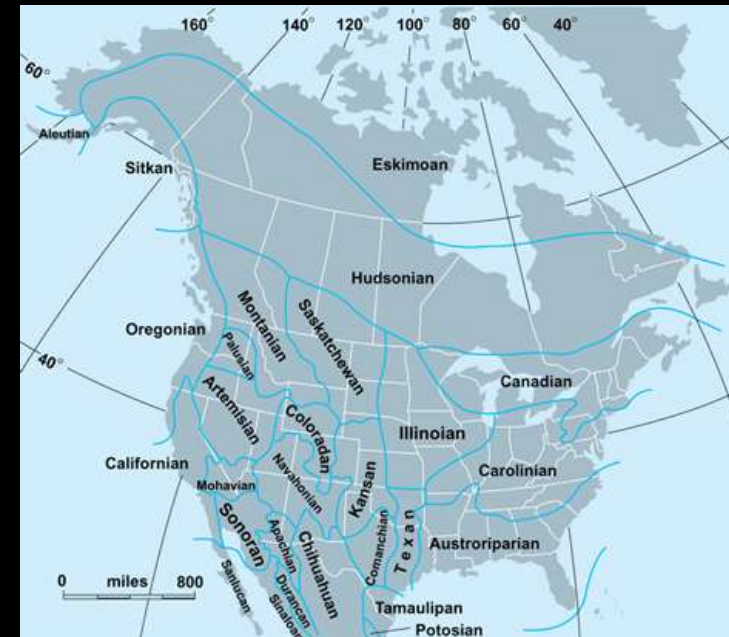 160° 140° 120° 100° 80° 60° 40°
60°
Aleutian
Sitkan
Eskimoan
Hudsonian
Montanian
Saskatchewan
Oregonian
Palusian
40°
Canadian
Artemisian
Coloradan
Illinoian
Californian
Navahonian
Kansan
Carolinian
Mohavian
Sonoran
Apachian
Chihuahuan
Comanchian
Texan
Austroriparian
Sanlucan
Durancan
Sinaloan
0 miles 800
Tamaulipan
Potosian